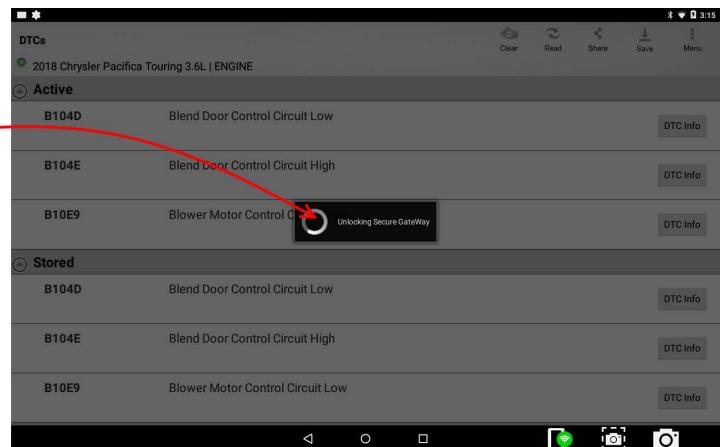 3:15
DTCs
Clear
Read
Share
Save
Menu
2018 Chrysler Pacifica Touring 3.6L | ENGINE
Active
B104D Blend Door Control Circuit Low DTC Info
B104E Blend Door Control Circuit High DTC Info
B10E9 Blower Motor Control C DTC Info
Unlocking Secure GateWay
Stored
B104D Blend Door Control Circuit Low DTC Info
B104E Blend Door Control Circuit High DTC Info
B10E9 Blower Motor Control Circuit Low DTC Info